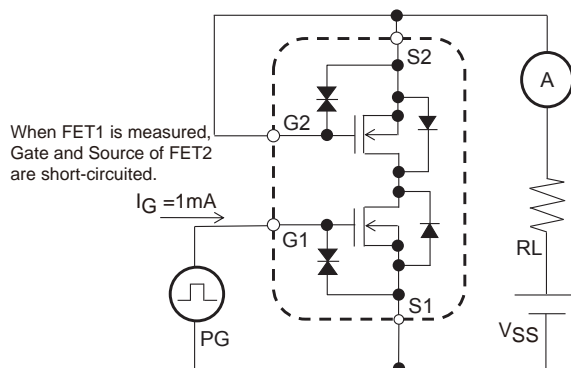 S2
A
G2
When FET1 is measured,
Gate and Source of FET2
are short-circuited.
IG =1mA
G1
RL
S1
VSS
PG